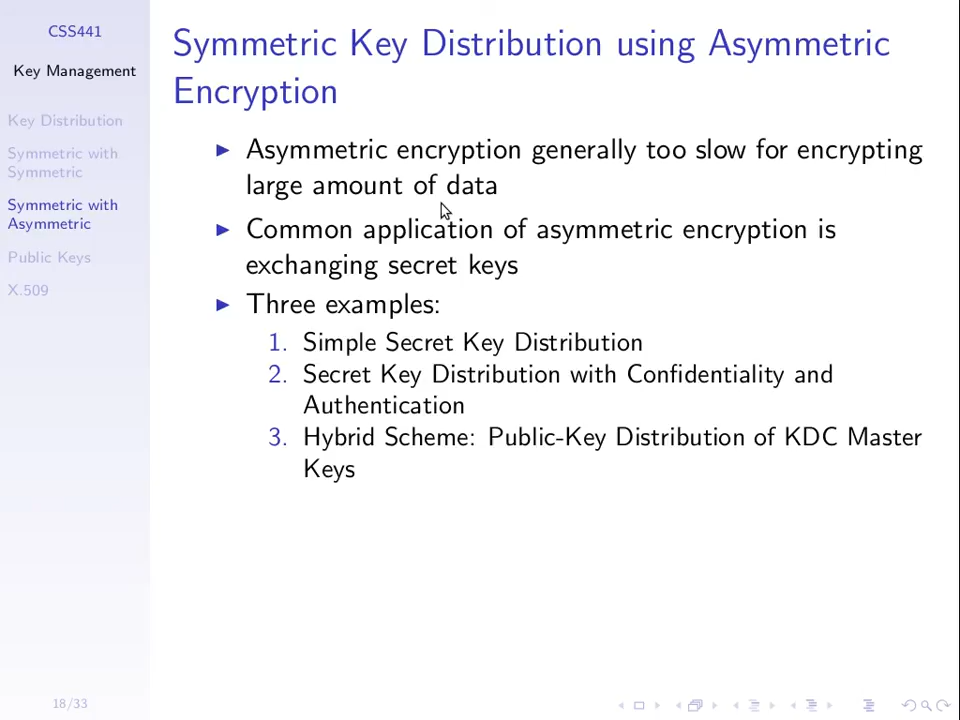 CSS441
Key Management
Key Distribution
Symmetric with
Symmetric
Symmetric with
Asymmetric
Public Keys
X.509
18/33
Symmetric Key Distribution using Asymmetric
Encryption
Asymmetric encryption generally too slow for encrypting
large amount of data
Common application of asymmetric encryption is
exchanging secret keys
Three examples:
1. Simple Secret Key Distribution
2. Secret Key Distribution with Confidentiality and
Authentication
3. Hybrid Scheme: Public-Key Distribution of KDC Master
Keys